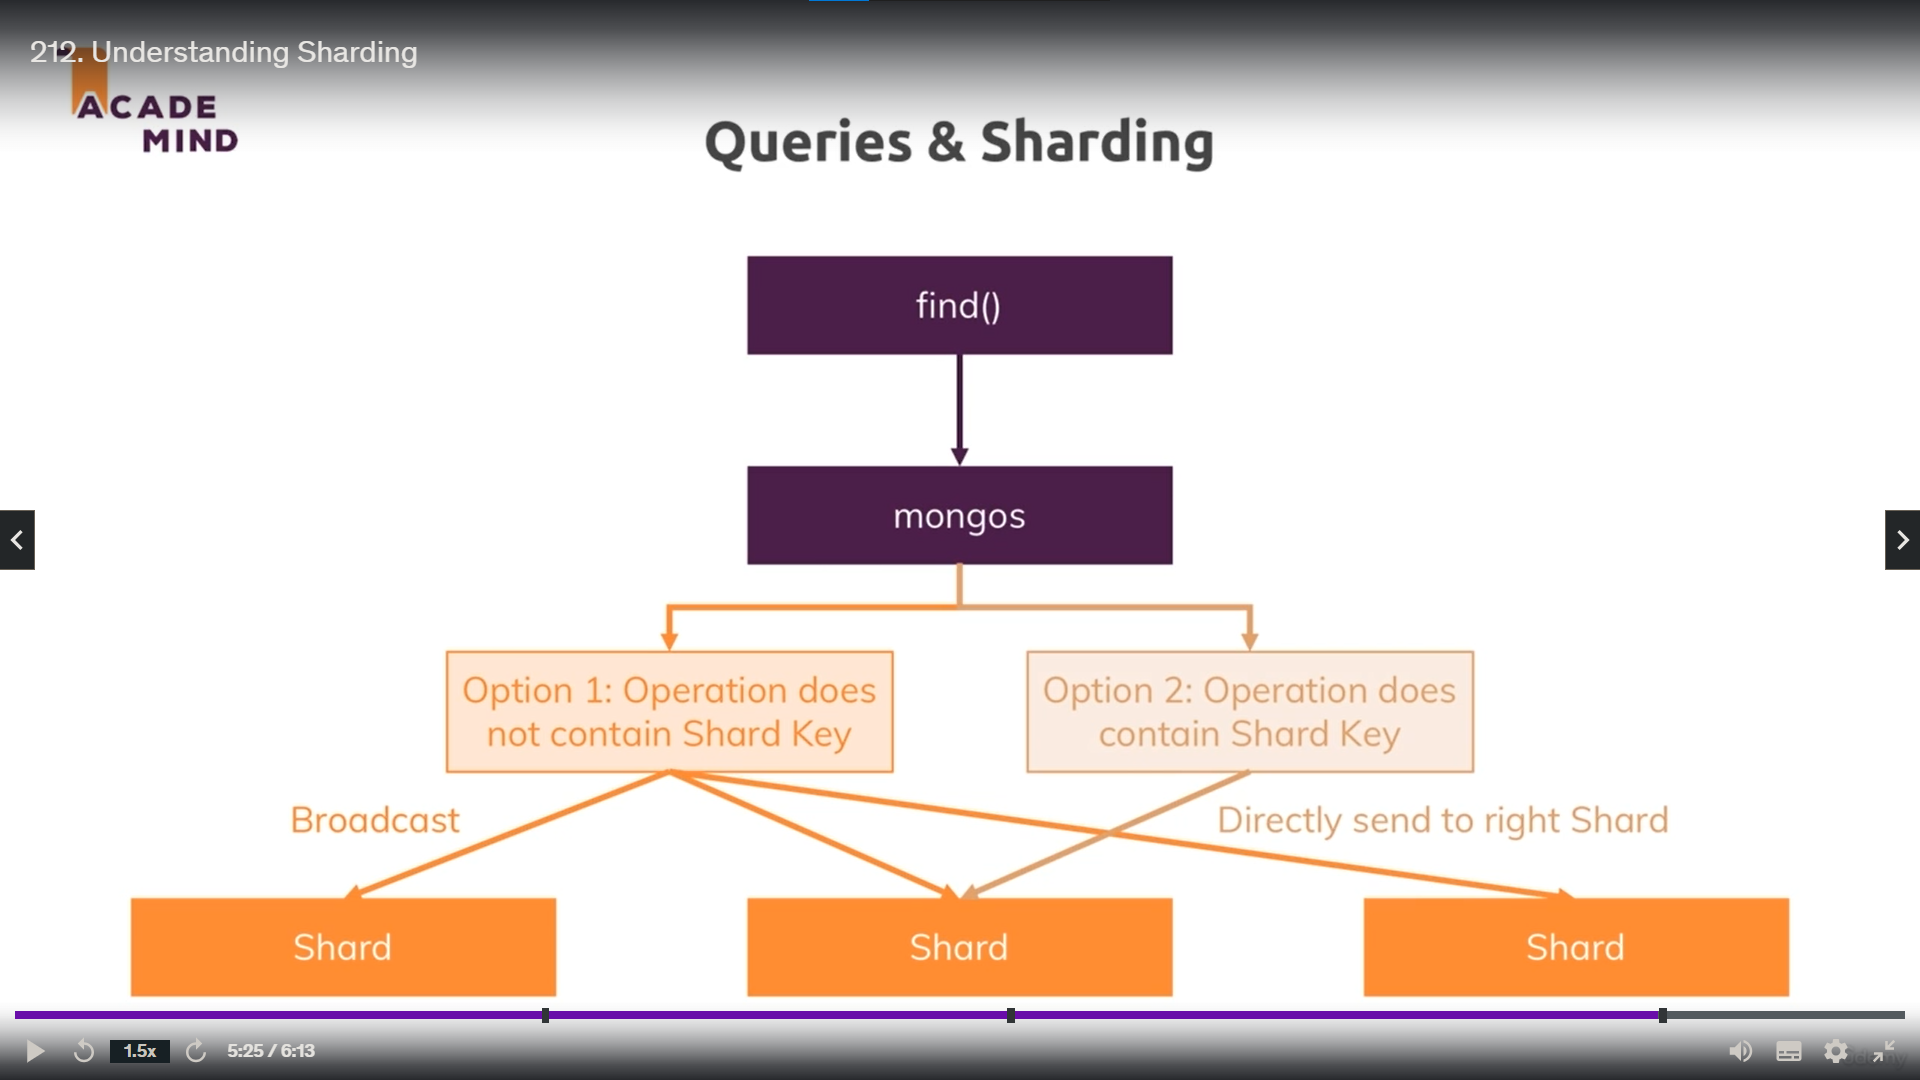 212. Understanding Sharding
ACADE
MIND
Queries & Sharding
find()
mongos
Option 1: Operation does
not contain Shard Key
Option 2: Operation does
contain Shard Key
Broadcast
Directly send to right Shard
Shard
Shard
Shard
1.5x
5:25 / 6:13